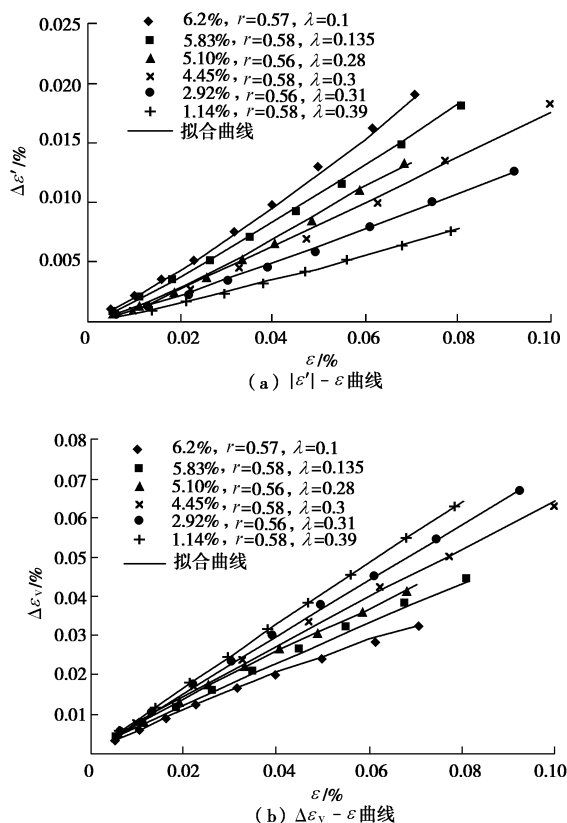 6.2%, r=0.57, λ=0.1
5.83%, r=0.58, λ=0.135
5.10%, r=0.56, λ=0.28
4.45%, r=0.58, λ=0.3
2.92%, r=0.56, λ=0.31
1.14%, r=0.58, λ=0.39
拟合曲线
0.025
0.020
0.015
0.010
0.005
Δε′/%
0 0.02 0.04 0.06 0.08 0.10
ε/%
(a) |ε′| - ε曲线
6.2%, r=0.57, λ=0.1
5.83%, r=0.58, λ=0.135
5.10%, r=0.56, λ=0.28
4.45%, r=0.58, λ=0.3
2.92%, r=0.56, λ=0.31
1.14%, r=0.58, λ=0.39
拟合曲线
0.08
0.07
0.06
0.05
0.04
0.03
0.02
0.01
Δεv/%
0 0.02 0.04 0.06 0.08 0.10
ε/%
(b) Δεv - ε曲线